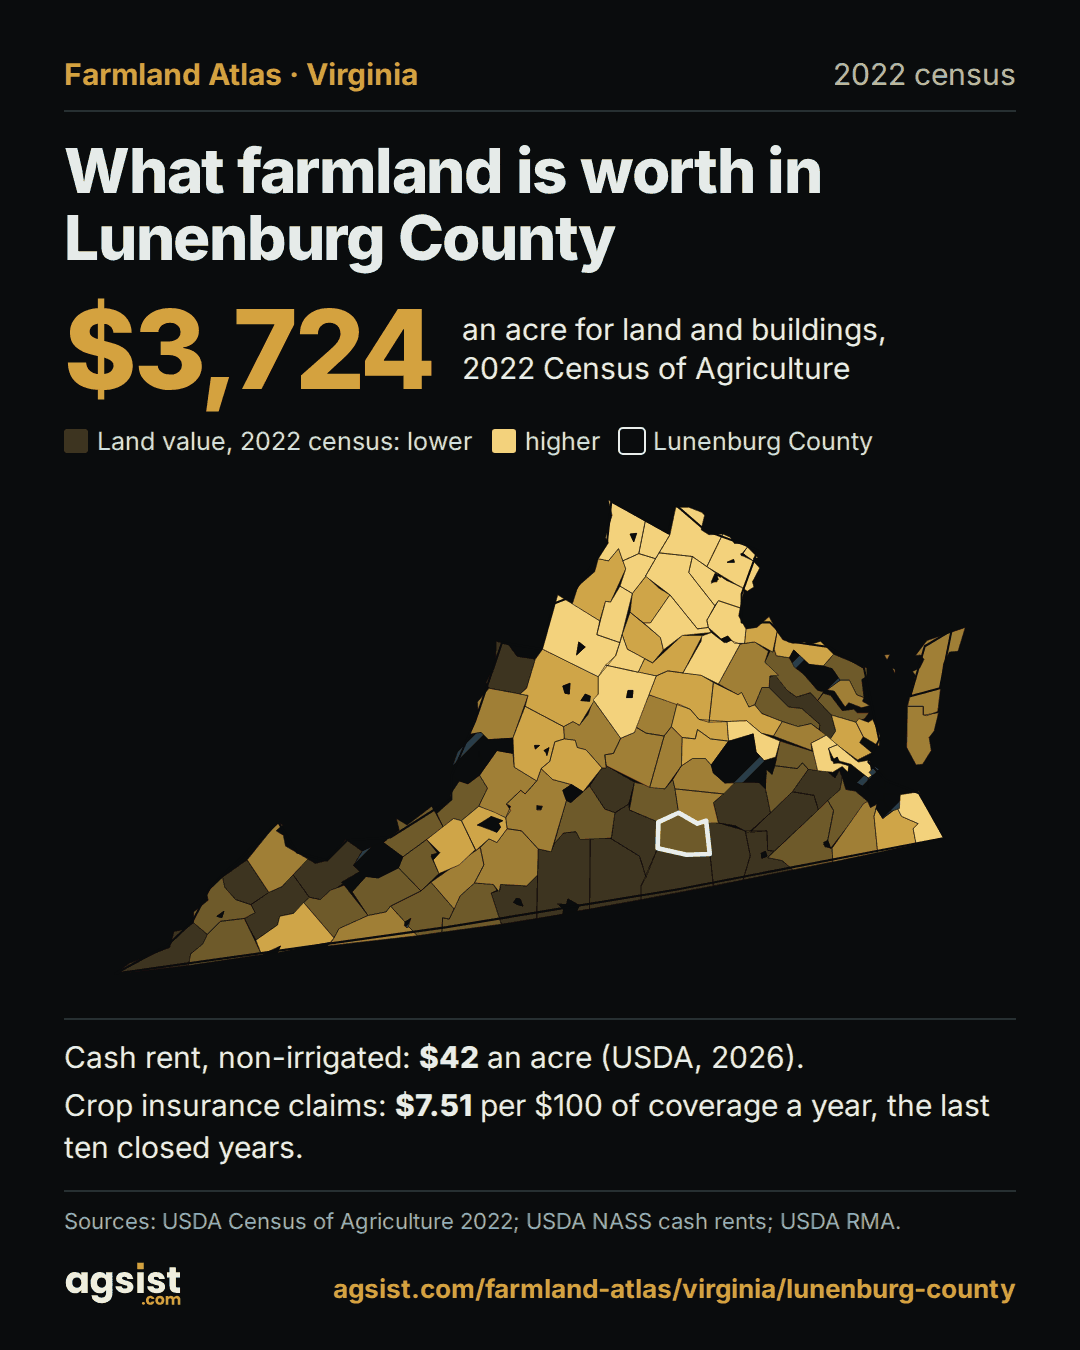 Farmland Atlas · Virginia
2022 census
What farmland is worth in
Lunenburg County
$3,724
an acre for land and buildings,
2022 Census of Agriculture
Land value, 2022 census: lower
higher
Lunenburg County
Cash rent, non-irrigated: $42 an acre (USDA, 2026).
Crop insurance claims: $7.51 per $100 of coverage a year, the last
ten closed years.
Sources: USDA Census of Agriculture 2022; USDA NASS cash rents; USDA RMA.
agsist
.com
agsist.com/farmland-atlas/virginia/lunenburg-county